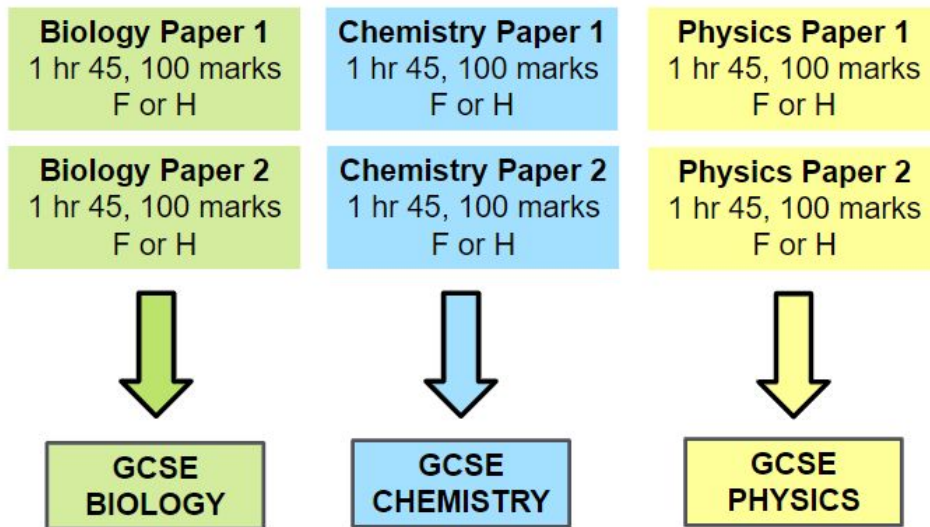 Biology Paper 1
1 hr 45, 100 marks
F or H
Chemistry Paper 1
1 hr 45, 100 marks
F or H
Physics Paper 1
1 hr 45, 100 marks
F or H
Biology Paper 2
1 hr 45, 100 marks
F or H
Chemistry Paper 2
1 hr 45, 100 marks
F or H
Physics Paper 2
1 hr 45, 100 marks
F or H
GCSE
BIOLOGY
GCSE
CHEMISTRY
GCSE
PHYSICS